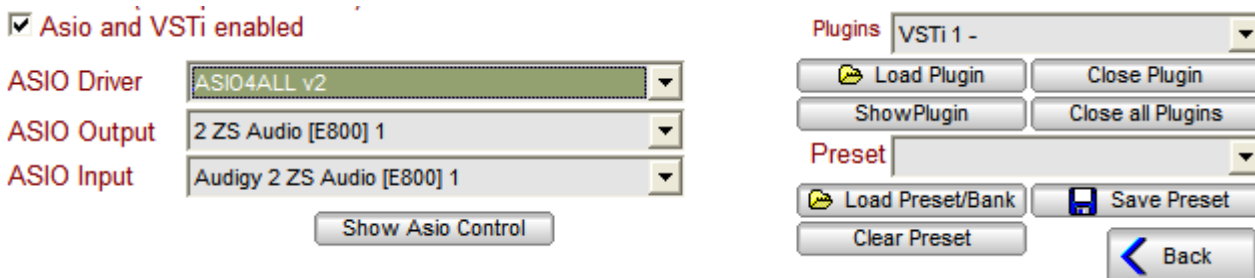 Asio and VSTi enabled
ASIO Driver
ASIO4ALL v2
ASIO Output
2 ZS Audio [E800] 1
ASIO Input
Audigy 2 ZS Audio [E800] 1
Show Asio Control
Plugins
VSTi 1 -
Load Plugin
Close Plugin
ShowPlugin
Close all Plugins
Preset
Load Preset/Bank
Save Preset
Clear Preset
Back